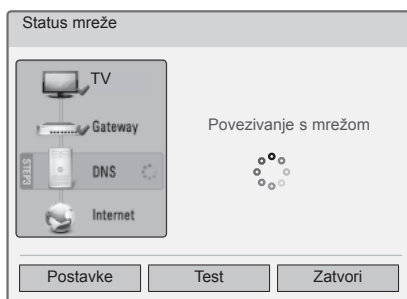 Status mreže
TV
Gateway
Povezivanje s mrežom
STEP3
DNS
Internet
Postavke
Test
Zatvori